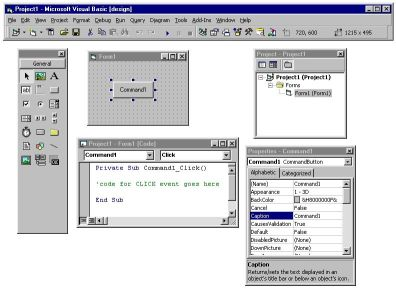 Project1 - Microsoft Visual Basic [design]
File Edit View Project Format Debug Run Query Diagram Tools Add-Ins Window Help
720, 600
1215 x 495
General
A
ab|
Form1
Command1
Project - Project1
Project1 (Project1)
Forms
Form1 (Form1)
Project1 - Form1 (Code)
Command1 Click
Private Sub Command1_Click()
'code for CLICK event goes here
End Sub
Properties - Command1
Command1 CommandButton
Alphabetic Categorized
(Name) Command1
Appearance 1 - 3D
BackColor &H8000000F&
Cancel False
Caption Command1
CausesValidation True
Default False
DisabledPicture (None)
DownPicture (None)
Caption
Returns/sets the text displayed in an
object's title bar or below an object's icon.